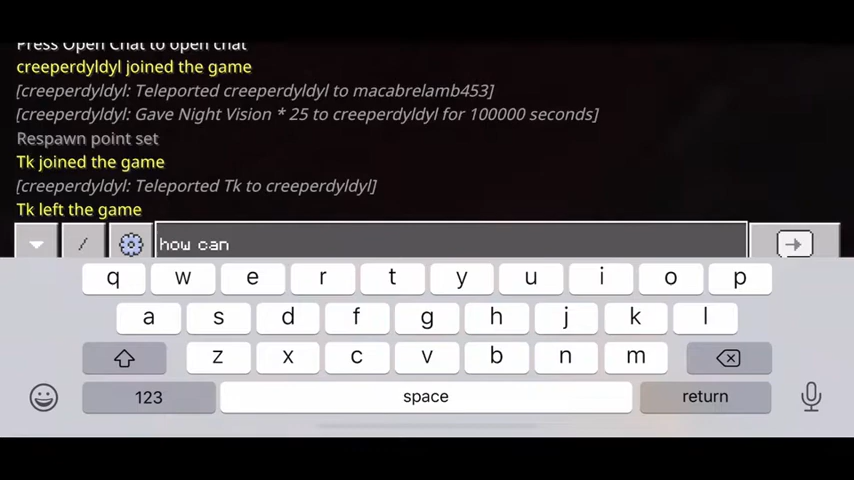 Press Open Chat to open chat
creeperdyldyl joined the game
[creeperdyldyl: Teleported creeperdyldyl to macabrelamb453]
[creeperdyldyl: Gave Night Vision * 25 to creeperdyldyl for 100000 seconds]
Respawn point set
Tk joined the game
[creeperdyldyl: Teleported Tk to creeperdyldyl]
Tk left the game
/ how can
q w e r t y u i o p
a s d f g h j k l
z x c v b n m
123 space return